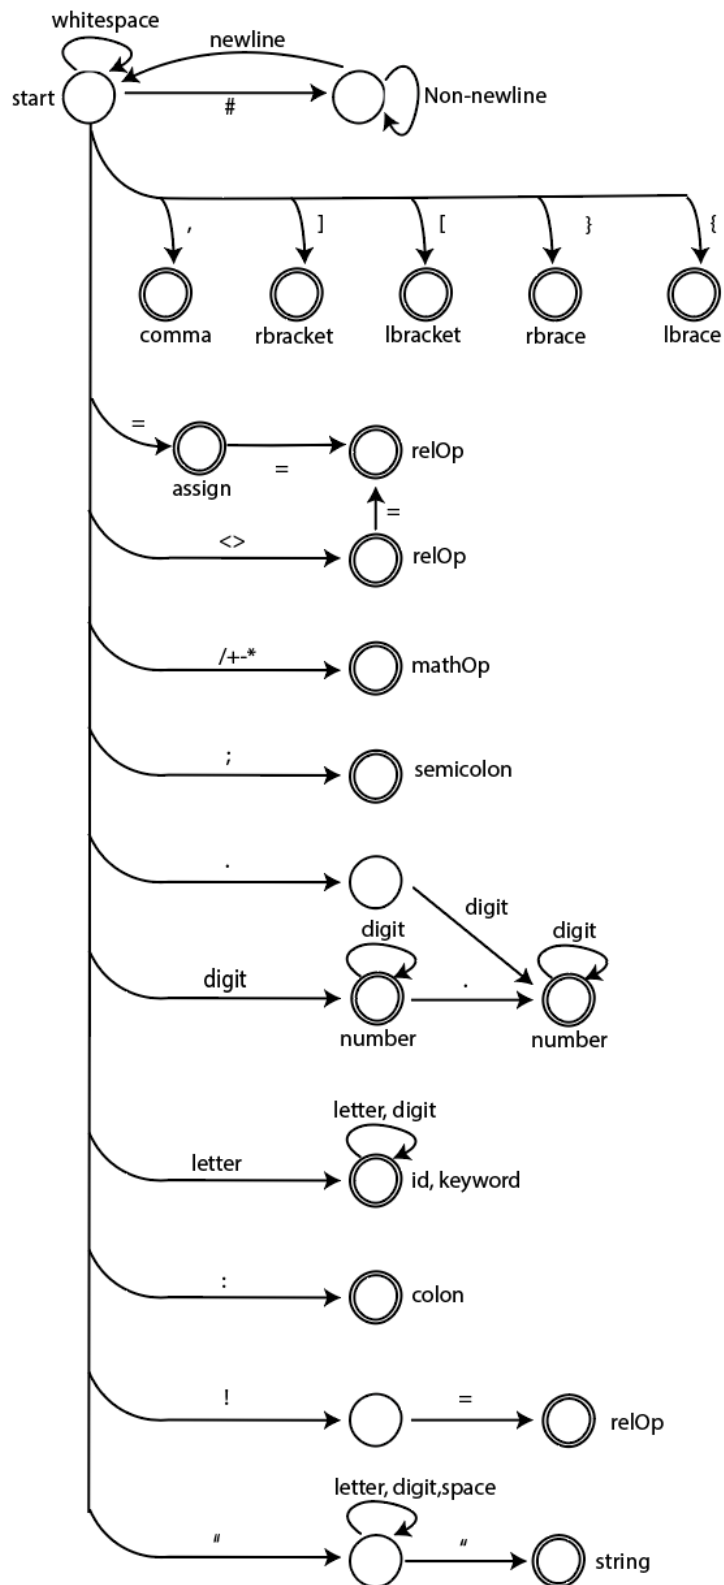 whitespace
newline
start
#
Non-newline
, ] [ } {
comma rbracket lbracket rbrace lbrace
=
=
relOp
assign
=
<>
relOp
/+-*
mathOp
;
semicolon
.
digit
digit
digit
digit
.
number
number
letter, digit
letter
id, keyword
:
colon
!
=
relOp
letter, digit,space
"
"
string